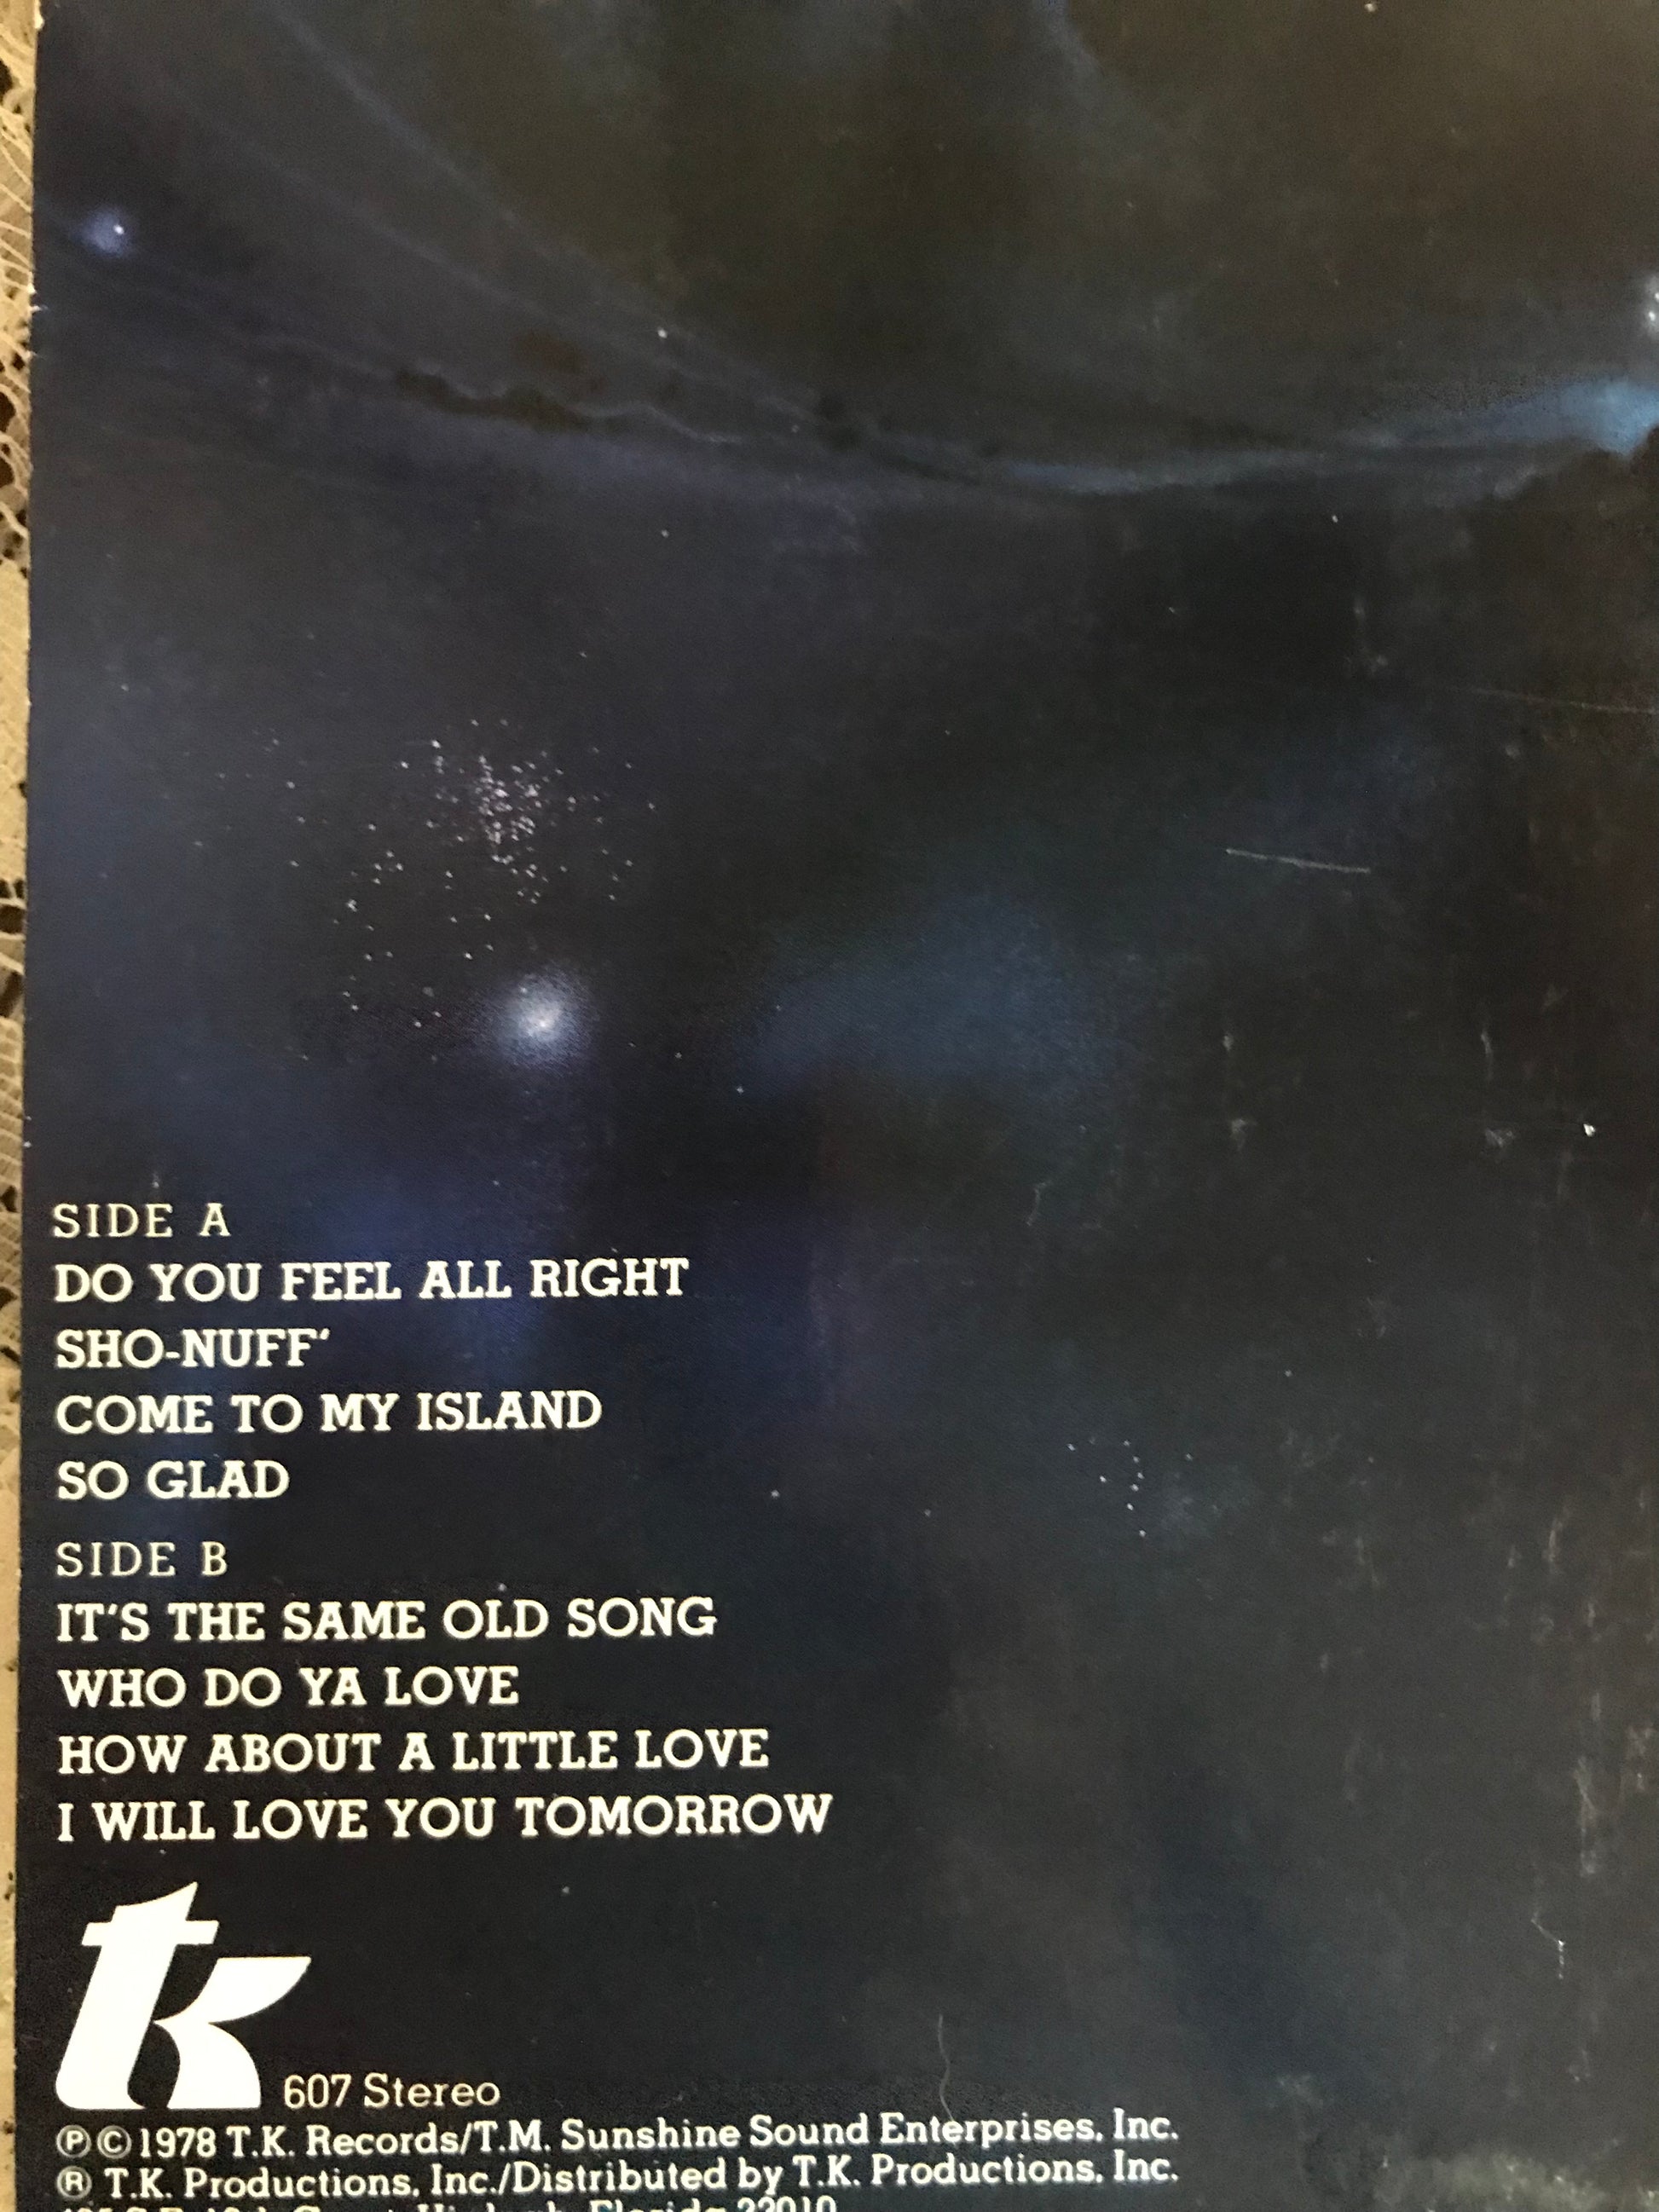 SIDE A
DO YOU FEEL ALL RIGHT
SHO-NUFF'
COME TO MY ISLAND
SO GLAD
SIDE B
IT'S THE SAME OLD SONG
WHO DO YA LOVE
HOW ABOUT A LITTLE LOVE
I WILL LOVE YOU TOMORROW
tk
607 Stereo
Ⓟ©1978 T.K. Records/T.M. Sunshine Sound Enterprises, Inc.
® T.K. Productions, Inc./Distributed by T.K. Productions, Inc.
Florida